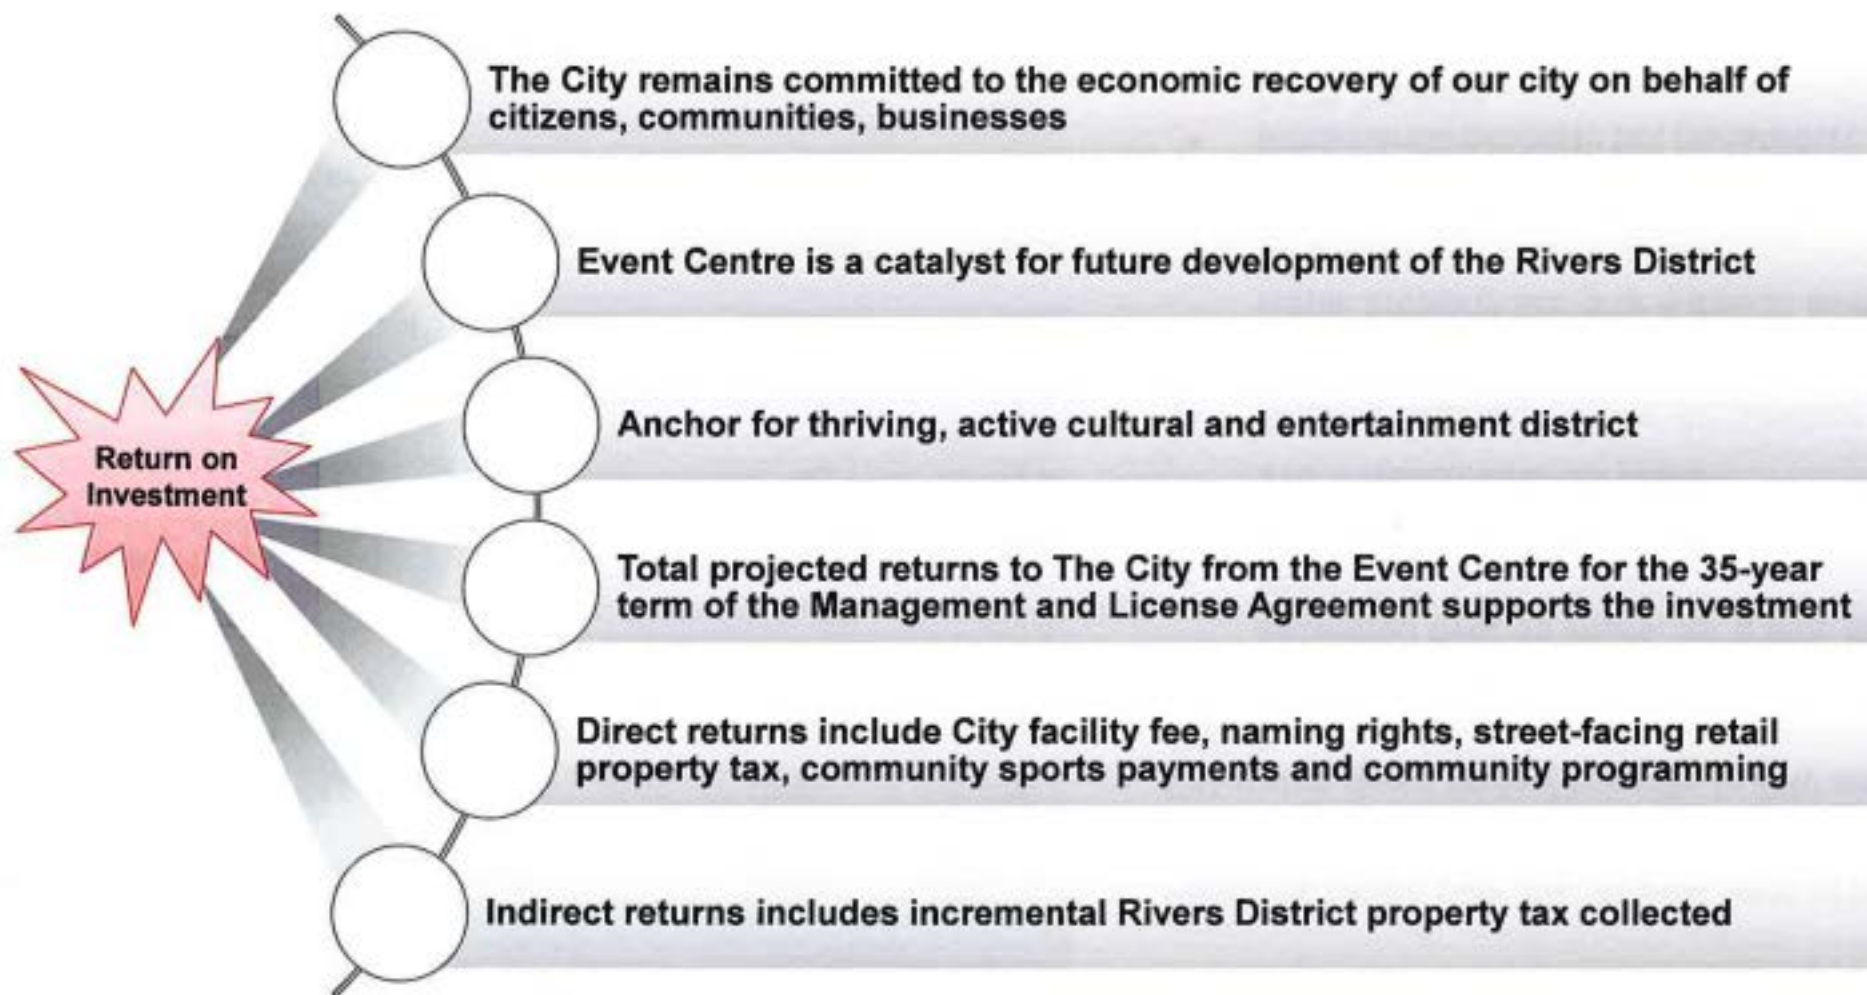 The City remains committed to the economic recovery of our city on behalf of
citizens, communities, businesses
Event Centre is a catalyst for future development of the Rivers District
Anchor for thriving, active cultural and entertainment district
Return on
Investment
Total projected returns to The City from the Event Centre for the 35-year
term of the Management and License Agreement supports the investment
Direct returns include City facility fee, naming rights, street-facing retail
property tax, community sports payments and community programming
Indirect returns includes incremental Rivers District property tax collected